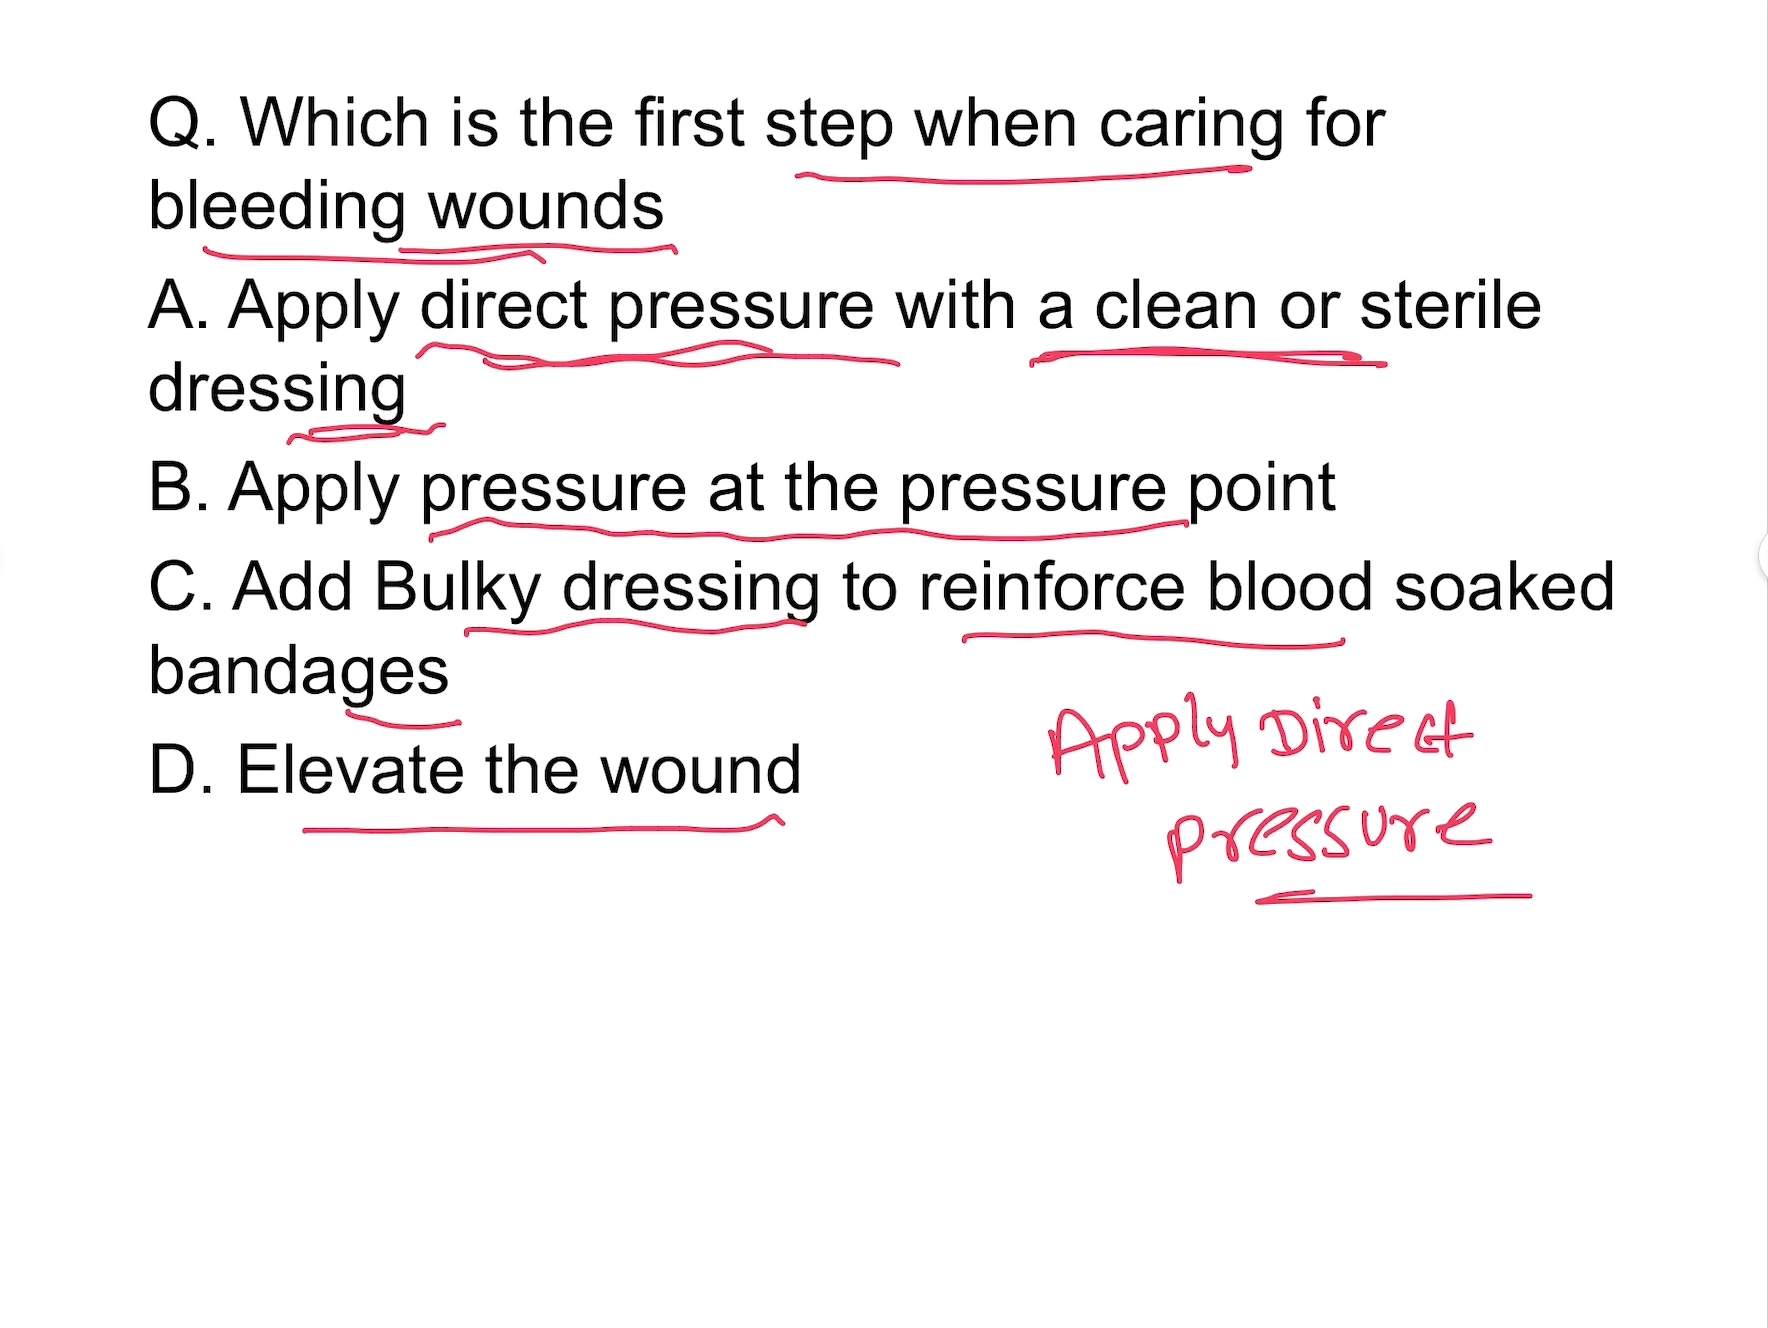 Q. Which is the first step when caring for
bleeding wounds
A. Apply direct pressure with a clean or sterile
dressing
B. Apply pressure at the pressure point
C. Add Bulky dressing to reinforce blood soaked
bandages
D. Elevate the wound
Apply Direct
pressure